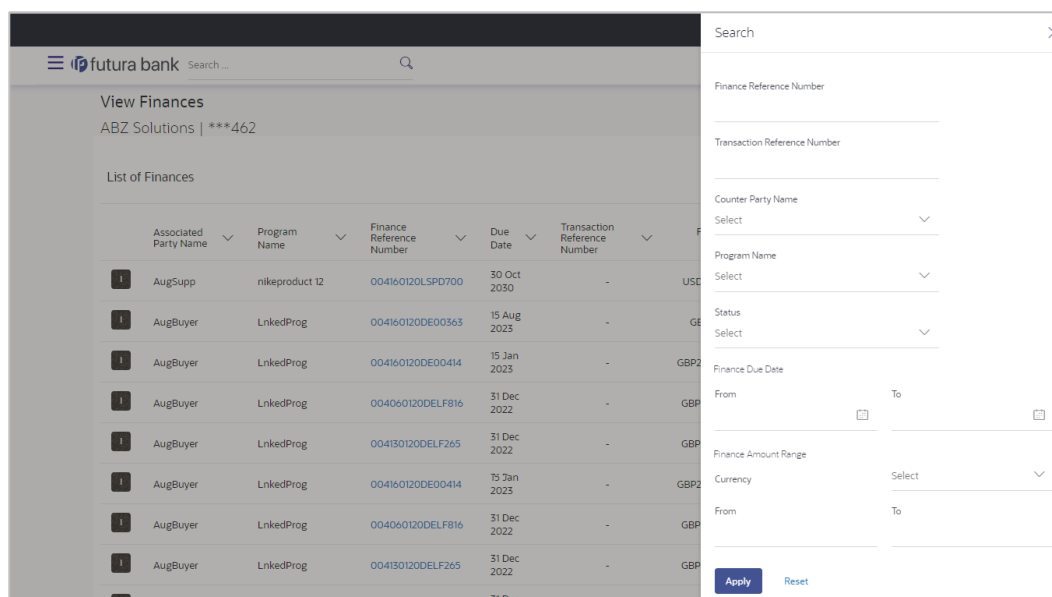 Search
futura bank Search ...
View Finances
ABZ Solutions | ***462
List of Finances
Associated Party Name Program Name Finance Reference Number Due Date Transaction Reference Number F
AugSupp nikeproduct 12 004160120LSPD700 30 Oct 2030 - USD
AugBuyer LnkedProg 004160120DE00363 15 Aug 2023 - GB
AugBuyer LnkedProg 004160120DE00414 15 Jan 2023 - GBP2
AugBuyer LnkedProg 004060120DELF816 31 Dec 2022 - GBP
AugBuyer LnkedProg 004130120DELF265 31 Dec 2022 - GBP
AugBuyer LnkedProg 004160120DE00414 15 Jan 2023 - GBP2
AugBuyer LnkedProg 004060120DELF816 31 Dec 2022 - GBP
AugBuyer LnkedProg 004130120DELF265 31 Dec 2022 - GBP
Finance Reference Number
Transaction Reference Number
Counter Party Name
Select
Program Name
Select
Status
Select
Finance Due Date
From To
Finance Amount Range
Currency Select
From To
Apply Reset